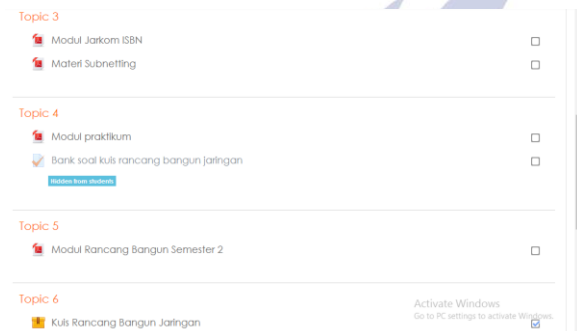 Topic 3
Modul Jarkom ISBN
Materi Subnetting
Topic 4
Modul praktikum
Bank soal kuis rancang bangun jaringan
Hidden from students
Topic 5
Modul Rancang Bangun Semester 2
Topic 6
Kuis Rancang Bangun Jaringan
Activate Windows
Go to PC settings to activate Windows.